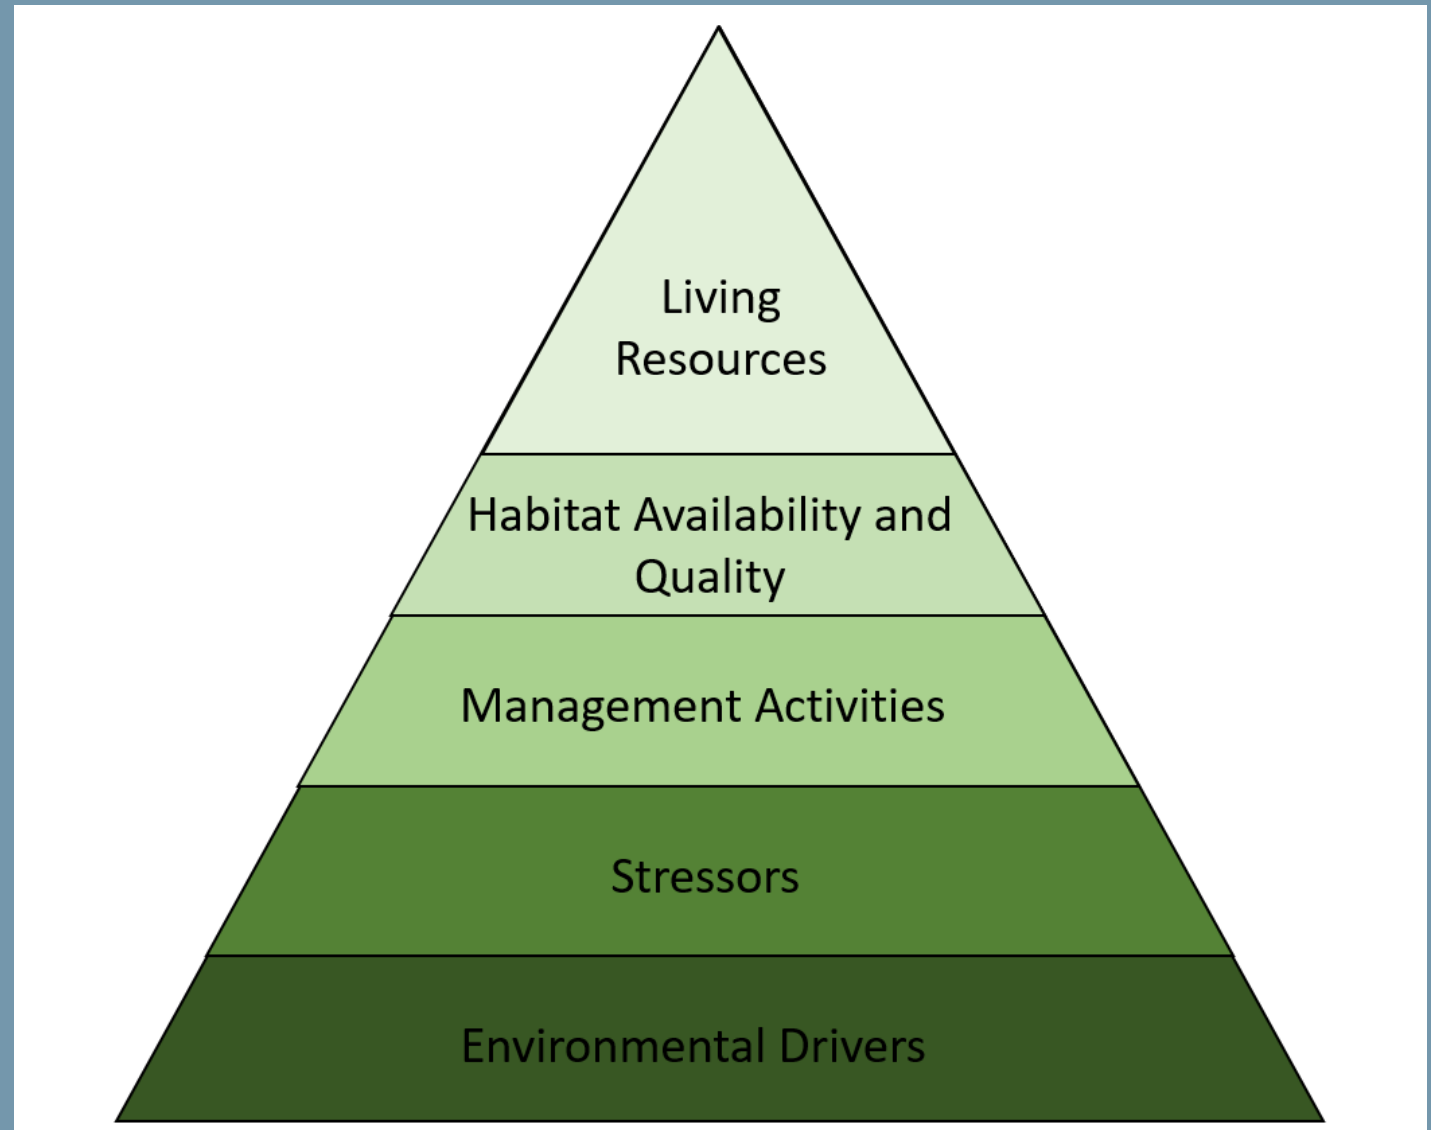 Living
Resources
Habitat Availability and
Quality
Management Activities
Stressors
Environmental Drivers